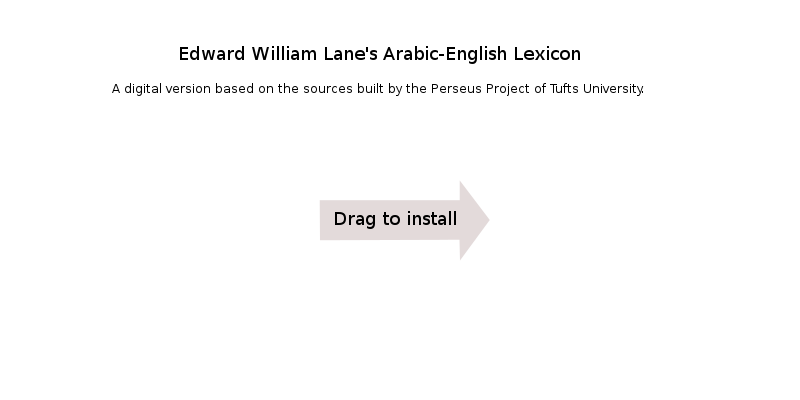 Edward William Lane's Arabic-English Lexicon
A digital version based on the sources built by the Perseus Project of Tufts University.
Drag to install